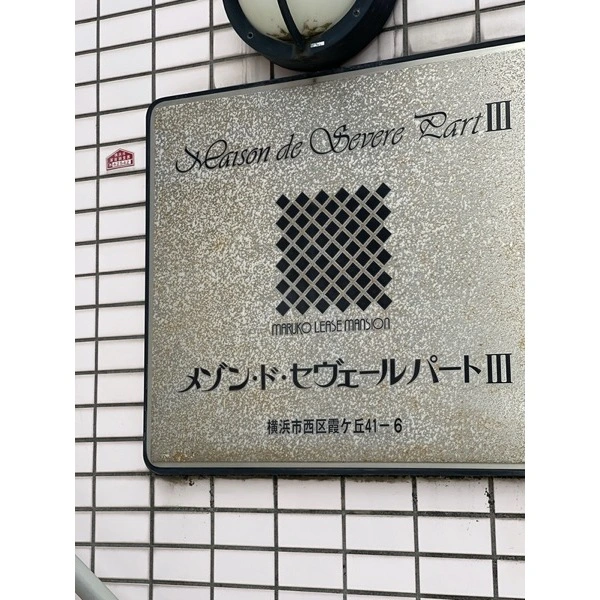 Maison de Severe Part III
MARUKO LEASE MANSION
メゾン・ド・セヴェールパートIII
横浜市西区霞ケ丘41-6